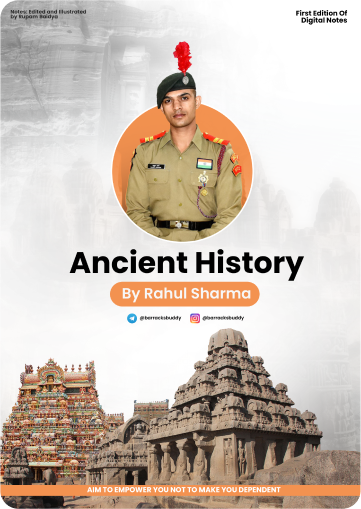 Notes: Edited and Illustrated
by Rupam Baidya
First Edition Of
Digital Notes
Ancient History
By Rahul Sharma
@barracksbuddy
@barracksbuddy
AIM TO EMPOWER YOU NOT TO MAKE YOU DEPENDENT